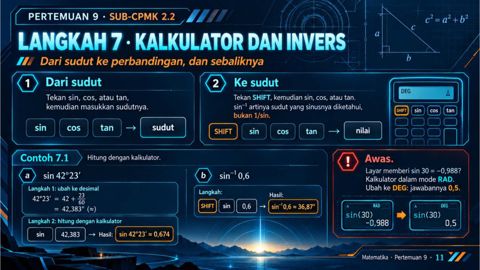 PERTEMUAN 9 • SUB-CPMK 2.2
LANGKAH 7 • KALKULATOR DAN INVERS
Dari sudut ke perbandingan, dan sebaliknya
a
b
c
c² = a² + b²
1 Dari sudut
Tekan sin, cos, atau tan,
kemudian masukkan sudutnya.
sin cos tan → sudut
2 Ke sudut
Tekan SHIFT, kemudian sin, cos, atau tan.
sin⁻¹ artinya sudut yang sinusnya diketahui,
bukan 1/sin.
SHIFT sin cos tan → nilai
DEG
SHIFT sin cos tan
Contoh 7.1 Hitung dengan kalkulator.
a sin 42°23′
Langkah 1: ubah ke desimal
42°23′ = 42 + 23/60
= 42,383° (≈)
Langkah 2: hitung dengan kalkulator
sin 42,383 → Hasil: sin 42°23′ ≈ 0,674
b sin⁻¹ 0,6
Langkah:
SHIFT sin 0,6 →
Hasil:
sin⁻¹ 0,6 ≈ 36,87°
! Awas.
Layar memberi sin 30 = −0,988?
Kalkulator dalam mode RAD.
Ubah ke DEG: jawabannya 0,5.
RAD
sin(30)
-0,988
DEG
sin(30)
0,5
Matematika • Pertemuan 9 • 11